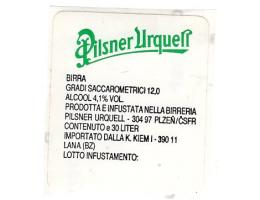 Pilsner Urquell
BIRRA
GRADI SACCAROMETRICI 12,0
ALCOOL 4,1% VOL.
PRODOTTA E INFUSTATA NELLA BIRRERIA
PILSNER URQUELL - 304 97 PLZEŇ/ČSFR
CONTENUTO e 30 LITER
IMPORTATO DALLA K. KIEM I - 390 11
LANA (BZ)
LOTTO INFUSTAMENTO: